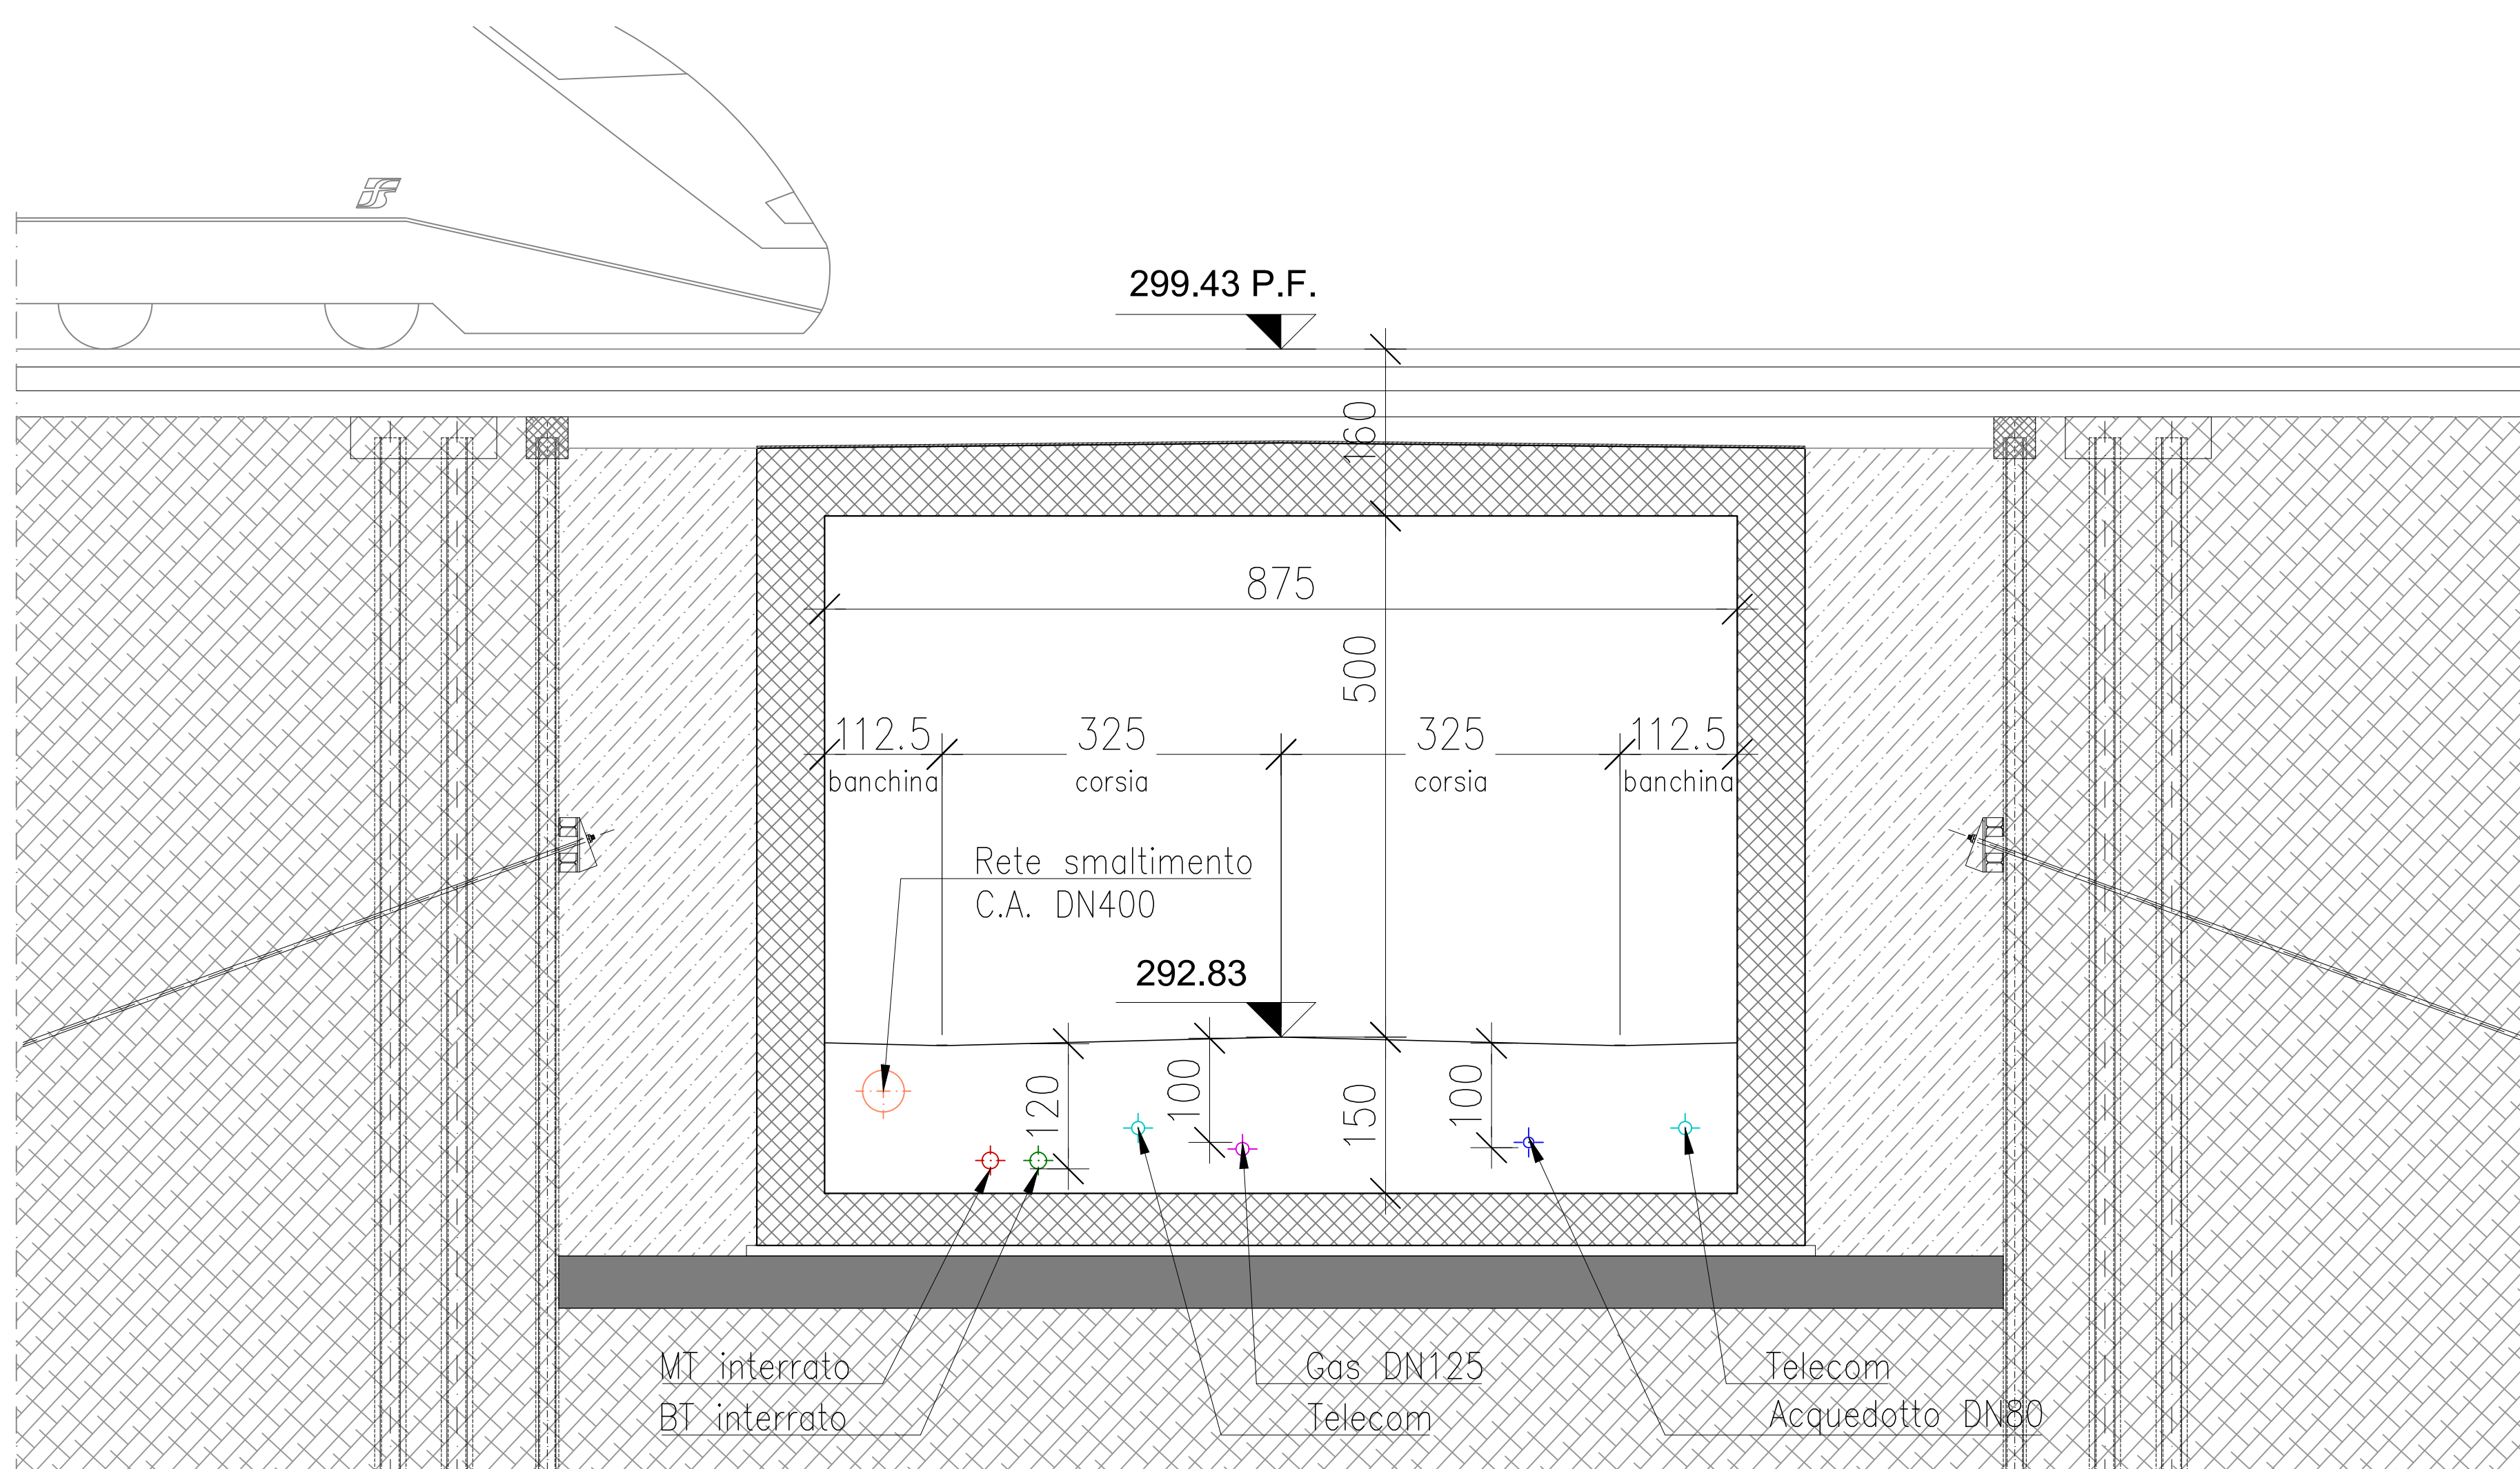 299.43 P.F.
160
875
500
112.5
325
325
112.5
banchina
corsia
corsia
banchina
Rete smaltimento
C.A. DN400
292.83
120
100
150
100
MT interrato
Gas DN125
Telecom
BT interrato
Telecom
Acquedotto DN80